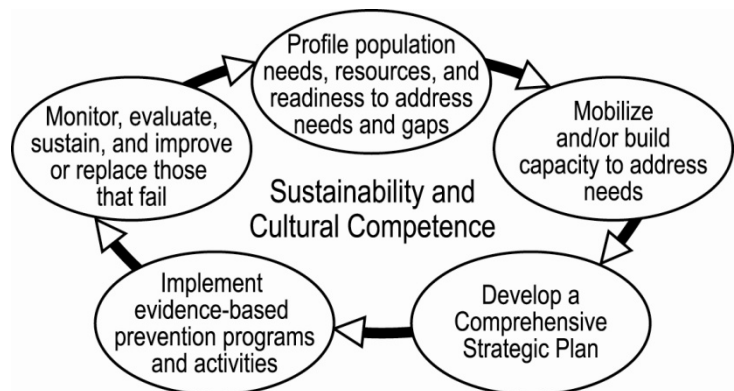 Profile population
needs, resources, and
readiness to address
needs and gaps
Mobilize
and/or build
capacity to address
needs
Develop a
Comprehensive
Strategic Plan
Implement
evidence-based
prevention programs
and activities
Monitor, evaluate,
sustain, and improve
or replace those
that fail
Sustainability and
Cultural Competence